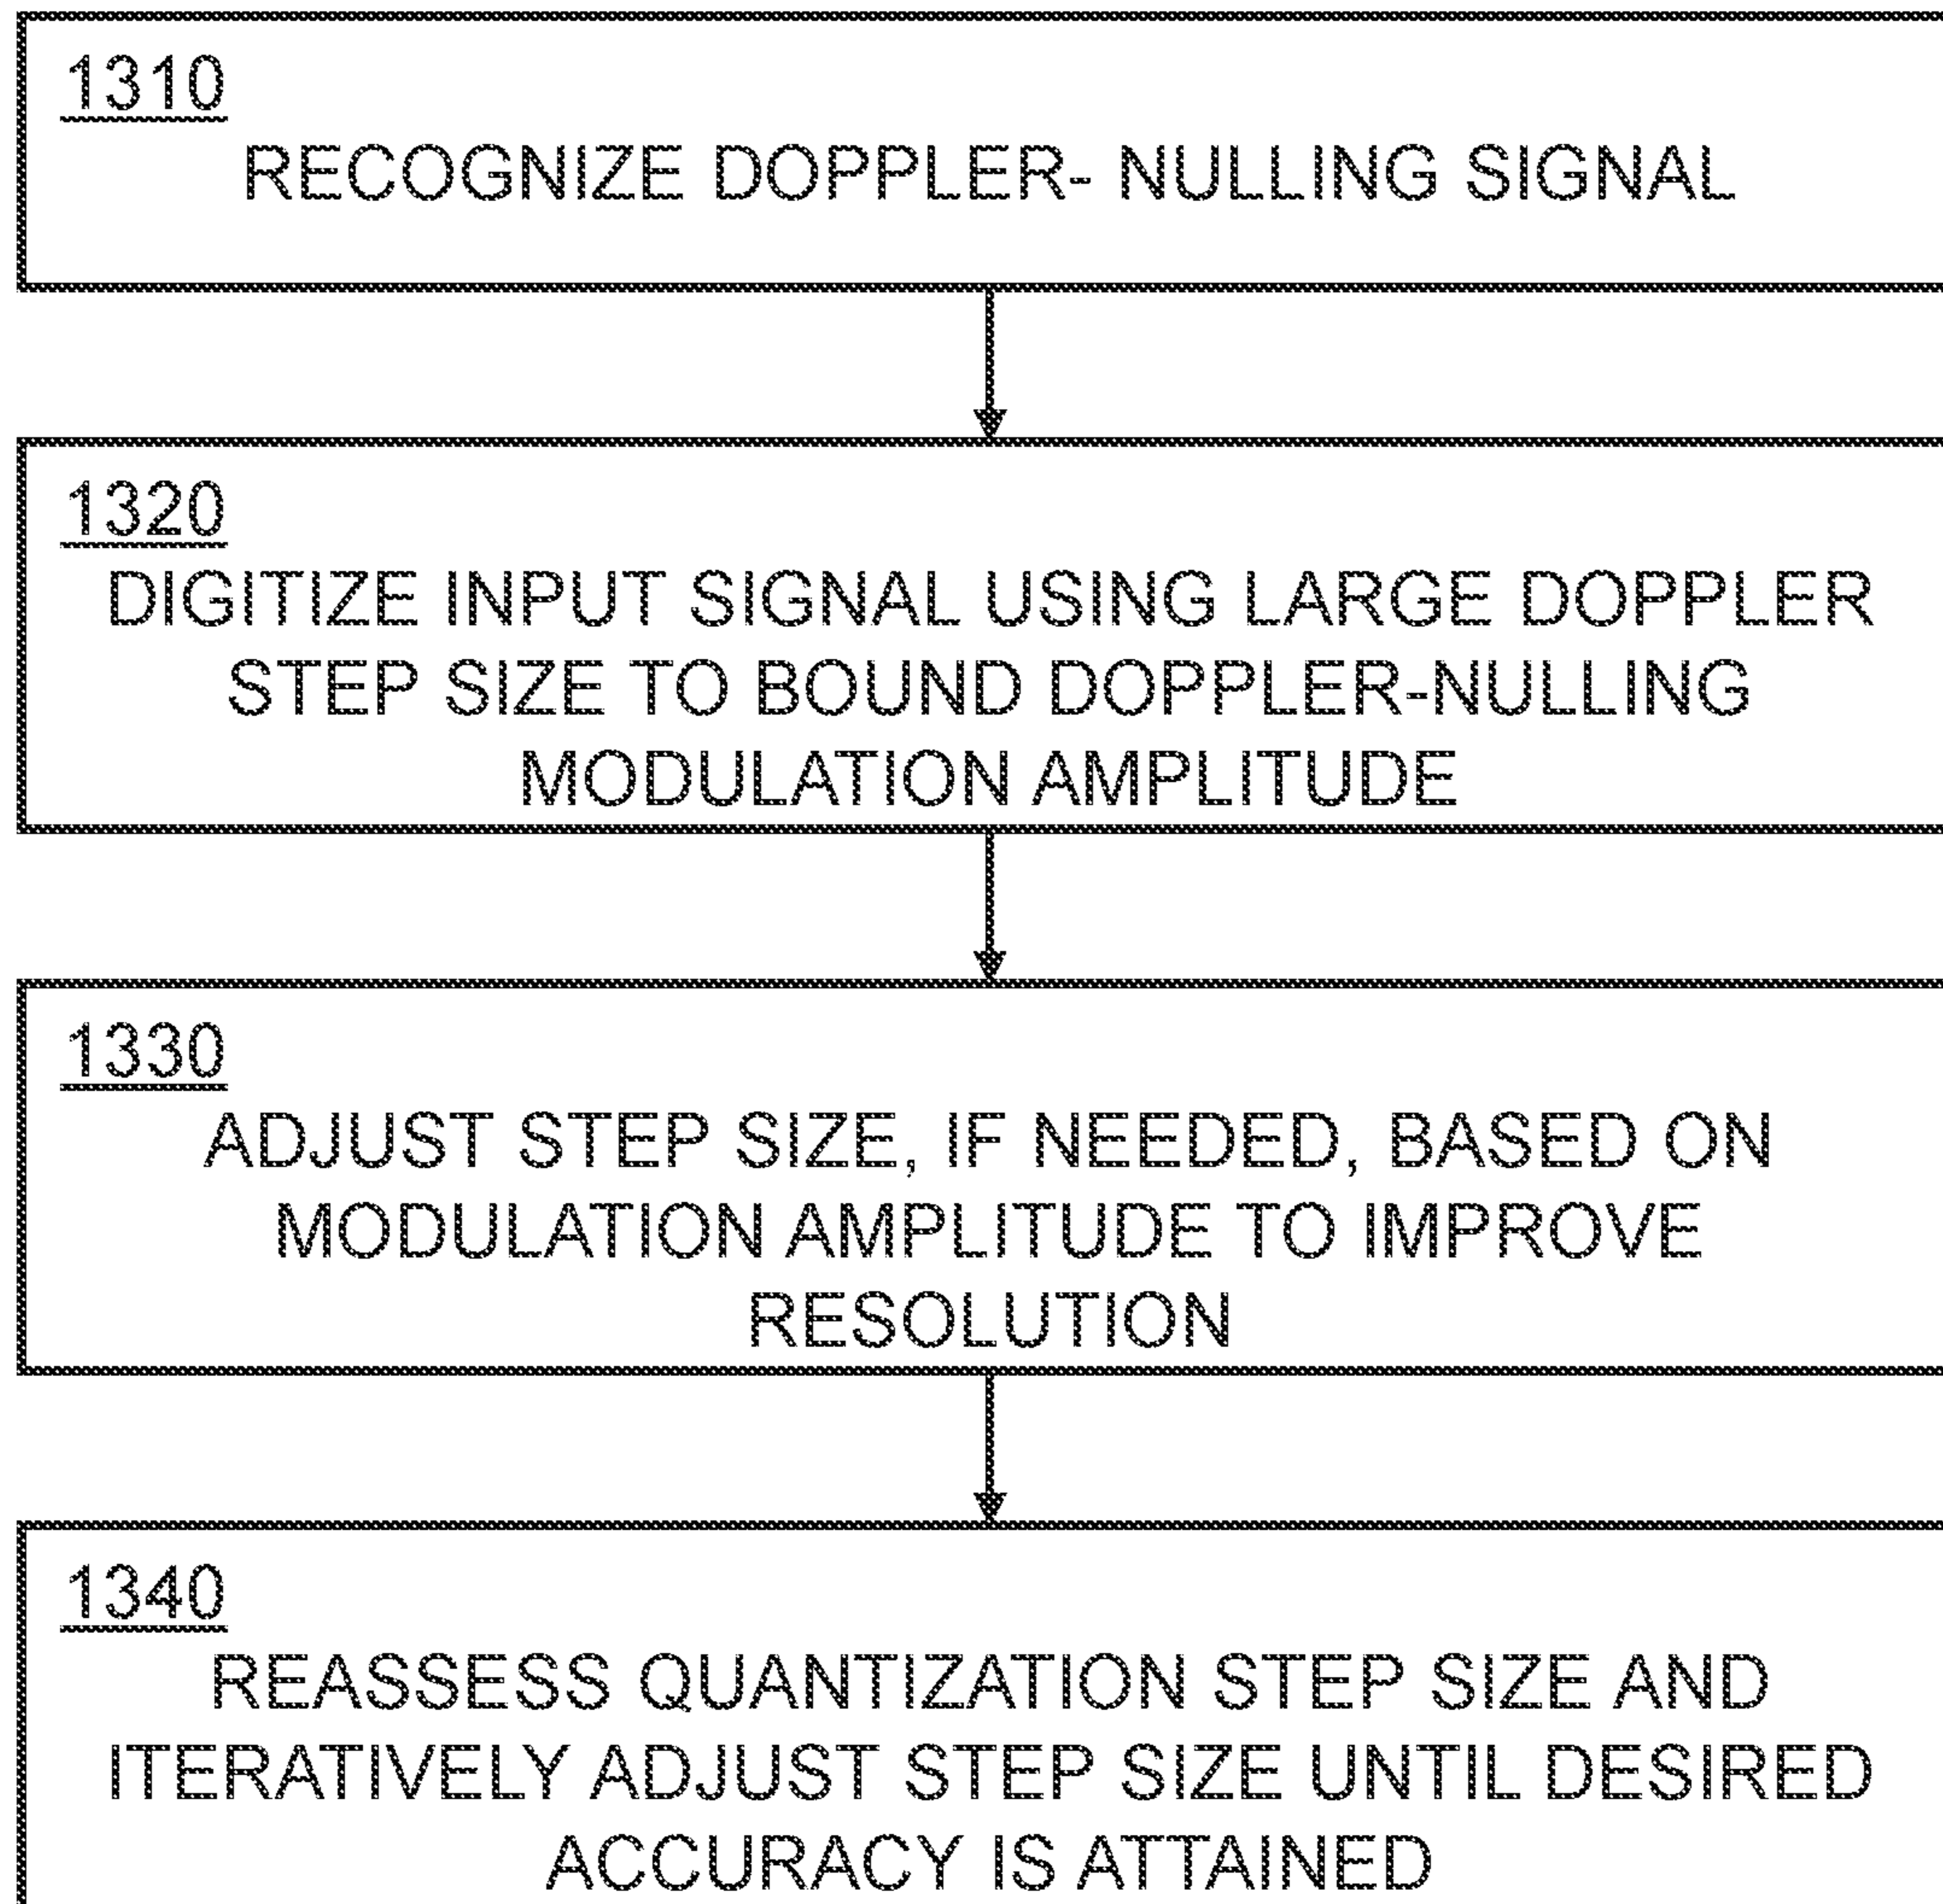 1310
RECOGNIZE DOPPLER- NULLING SIGNAL
1320
DIGITIZE INPUT SIGNAL USING LARGE DOPPLER
STEP SIZE TO BOUND DOPPLER-NULLING
MODULATION AMPLITUDE
1330
ADJUST STEP SIZE, IF NEEDED, BASED ON
MODULATION AMPLITUDE TO IMPROVE
RESOLUTION
1340
REASSESS QUANTIZATION STEP SIZE AND
ITERATIVELY ADJUST STEP SIZE UNTIL DESIRED
ACCURACY IS ATTAINED